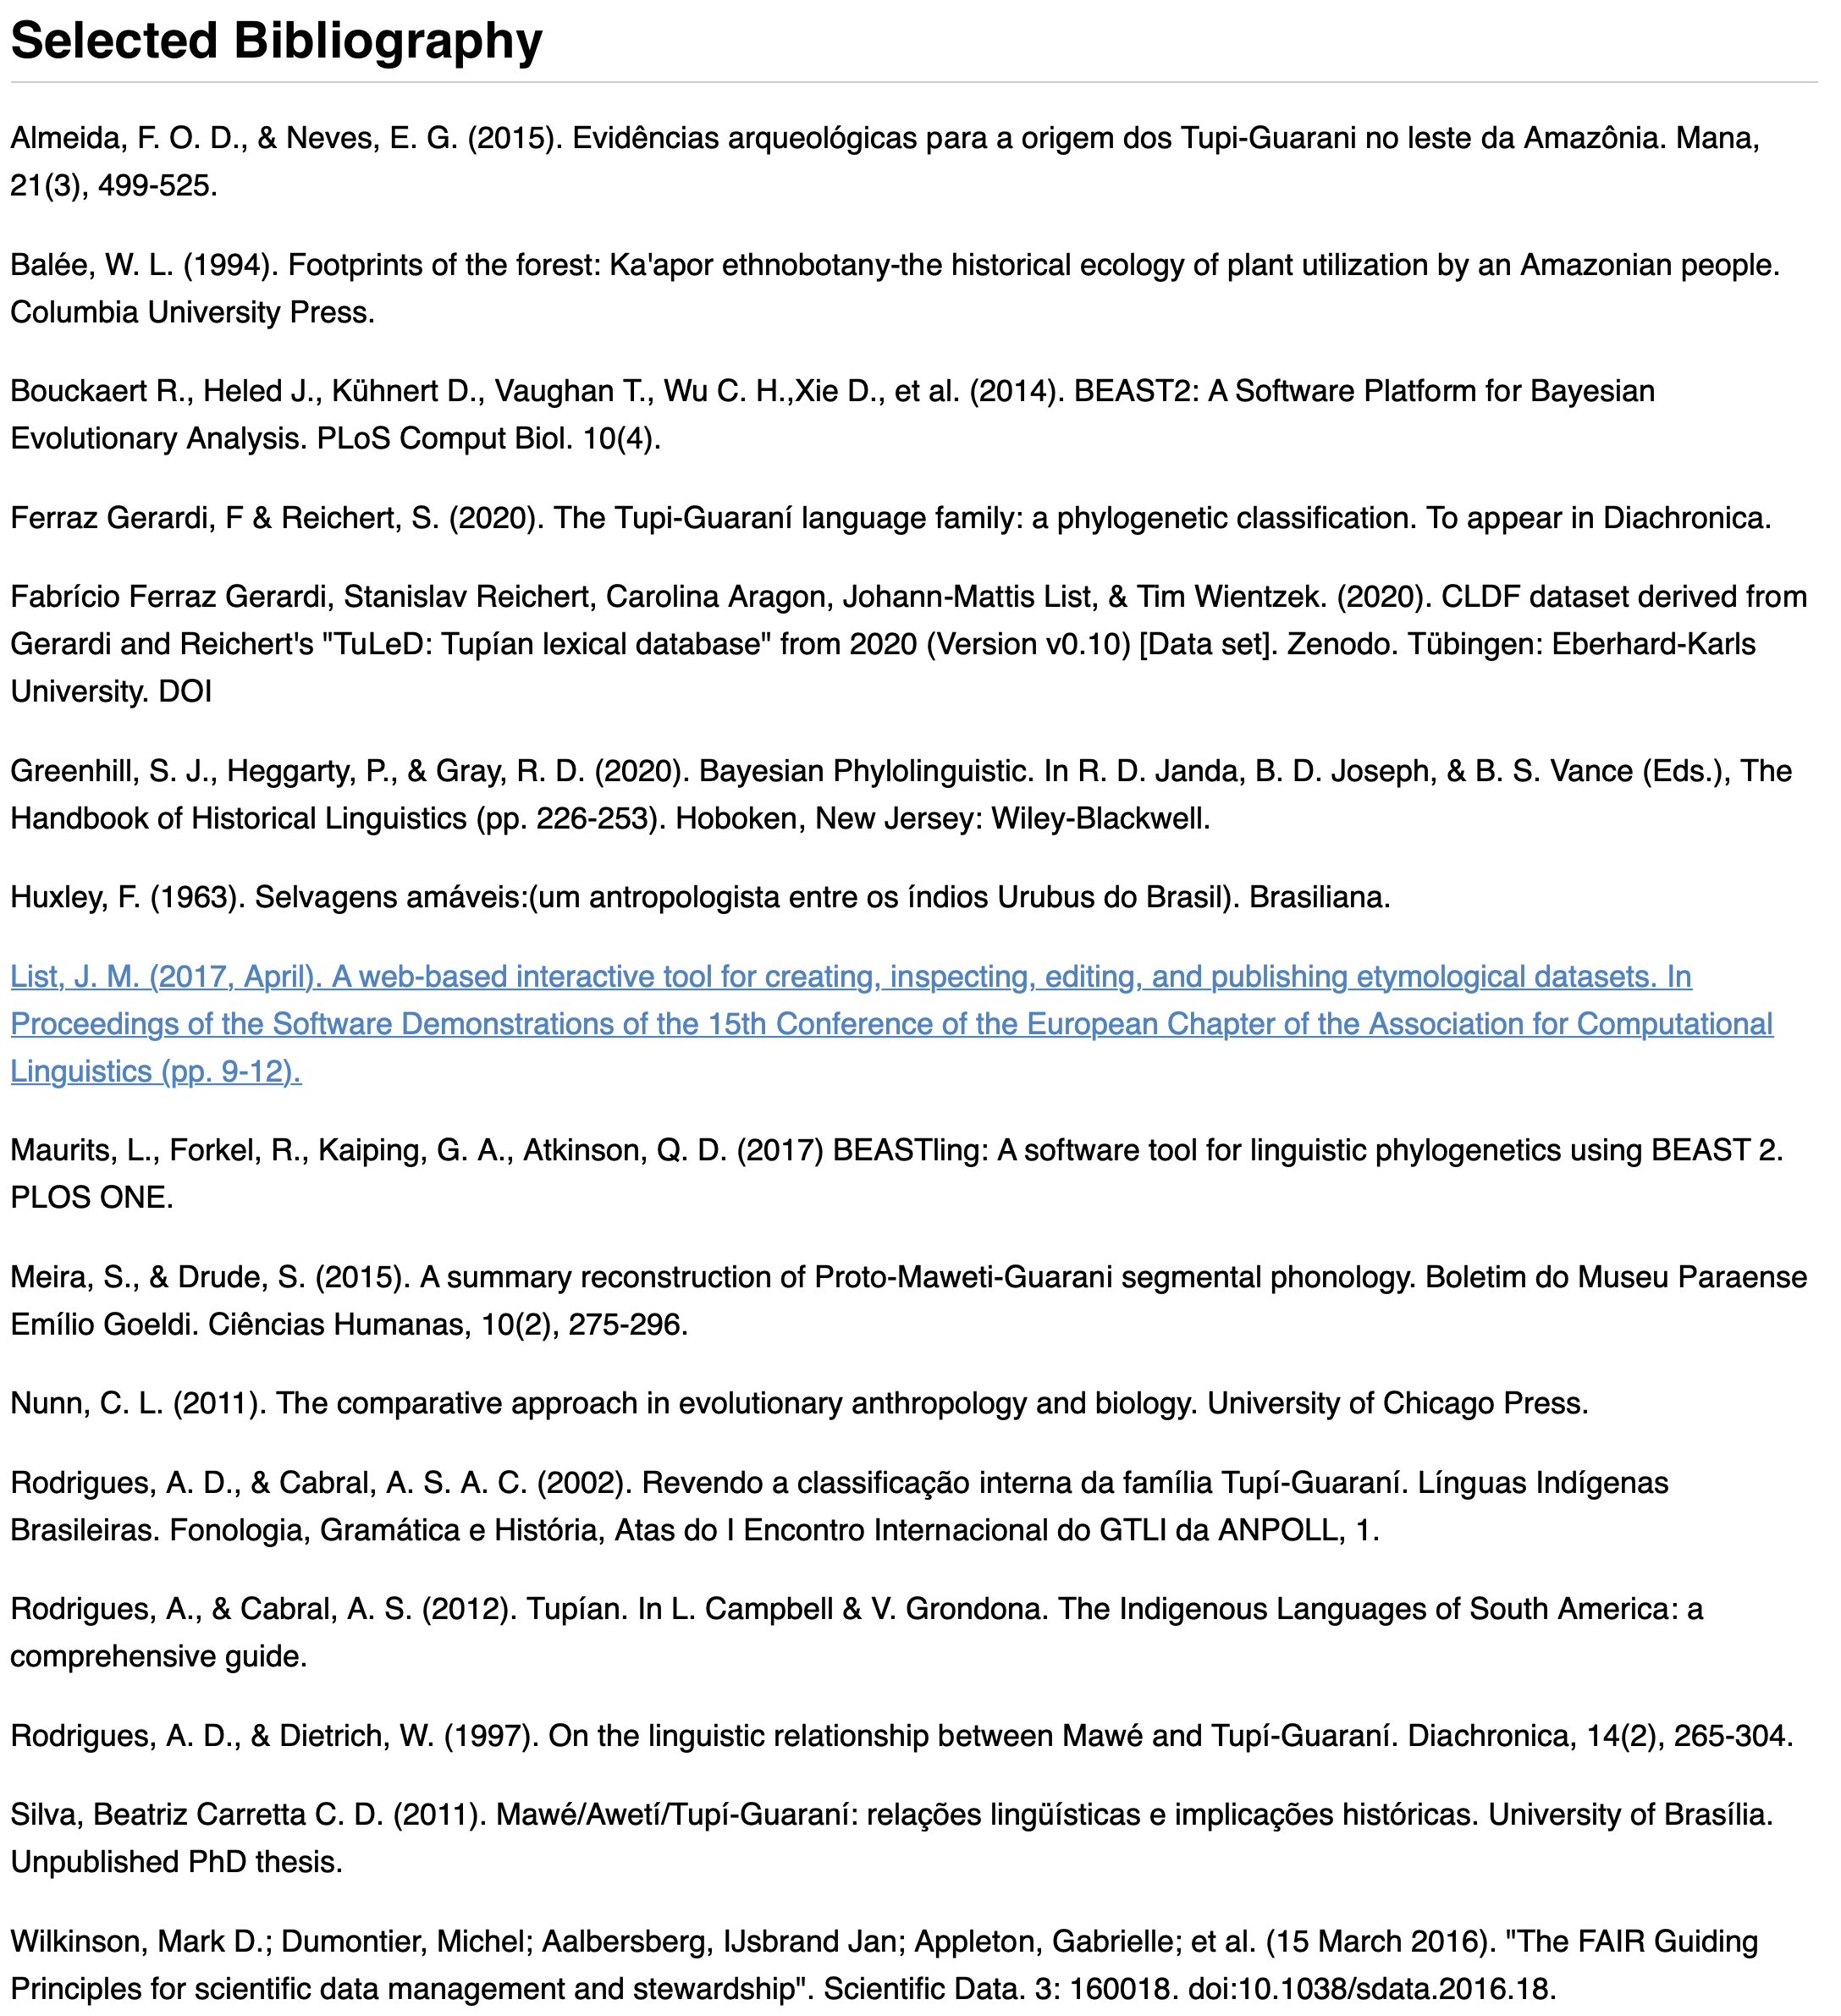 Selected Bibliography
Almeida, F. O. D., & Neves, E. G. (2015). Evidências arqueológicas para a origem dos Tupi-Guarani no leste da Amazônia. Mana,
21(3), 499-525.
Balée, W. L. (1994). Footprints of the forest: Ka'apor ethnobotany-the historical ecology of plant utilization by an Amazonian people.
Columbia University Press.
Bouckaert R., Heled J., Kühnert D., Vaughan T., Wu C. H.,Xie D., et al. (2014). BEAST2: A Software Platform for Bayesian
Evolutionary Analysis. PLoS Comput Biol. 10(4).
Ferraz Gerardi, F & Reichert, S. (2020). The Tupi-Guaraní language family: a phylogenetic classification. To appear in Diachronica.
Fabrício Ferraz Gerardi, Stanislav Reichert, Carolina Aragon, Johann-Mattis List, & Tim Wientzek. (2020). CLDF dataset derived from
Gerardi and Reichert's "TuLeD: Tupían lexical database" from 2020 (Version v0.10) [Data set]. Zenodo. Tübingen: Eberhard-Karls
University. DOI
Greenhill, S. J., Heggarty, P., & Gray, R. D. (2020). Bayesian Phylolinguistic. In R. D. Janda, B. D. Joseph, & B. S. Vance (Eds.), The
Handbook of Historical Linguistics (pp. 226-253). Hoboken, New Jersey: Wiley-Blackwell.
Huxley, F. (1963). Selvagens amáveis:(um antropologista entre os índios Urubus do Brasil). Brasiliana.
List, J. M. (2017, April). A web-based interactive tool for creating, inspecting, editing, and publishing etymological datasets. In
Proceedings of the Software Demonstrations of the 15th Conference of the European Chapter of the Association for Computational
Linguistics (pp. 9-12).
Maurits, L., Forkel, R., Kaiping, G. A., Atkinson, Q. D. (2017) BEASTling: A software tool for linguistic phylogenetics using BEAST 2.
PLOS ONE.
Meira, S., & Drude, S. (2015). A summary reconstruction of Proto-Maweti-Guarani segmental phonology. Boletim do Museu Paraense
Emílio Goeldi. Ciências Humanas, 10(2), 275-296.
Nunn, C. L. (2011). The comparative approach in evolutionary anthropology and biology. University of Chicago Press.
Rodrigues, A. D., & Cabral, A. S. A. C. (2002). Revendo a classificação interna da família Tupí-Guaraní. Línguas Indígenas
Brasileiras. Fonologia, Gramática e História, Atas do I Encontro Internacional do GTLI da ANPOLL, 1.
Rodrigues, A., & Cabral, A. S. (2012). Tupían. In L. Campbell & V. Grondona. The Indigenous Languages of South America: a
comprehensive guide.
Rodrigues, A. D., & Dietrich, W. (1997). On the linguistic relationship between Mawé and Tupí-Guaraní. Diachronica, 14(2), 265-304.
Silva, Beatriz Carretta C. D. (2011). Mawé/Awetí/Tupí-Guaraní: relações lingüísticas e implicações históricas. University of Brasília.
Unpublished PhD thesis.
Wilkinson, Mark D.; Dumontier, Michel; Aalbersberg, IJsbrand Jan; Appleton, Gabrielle; et al. (15 March 2016). "The FAIR Guiding
Principles for scientific data management and stewardship". Scientific Data. 3: 160018. doi:10.1038/sdata.2016.18.